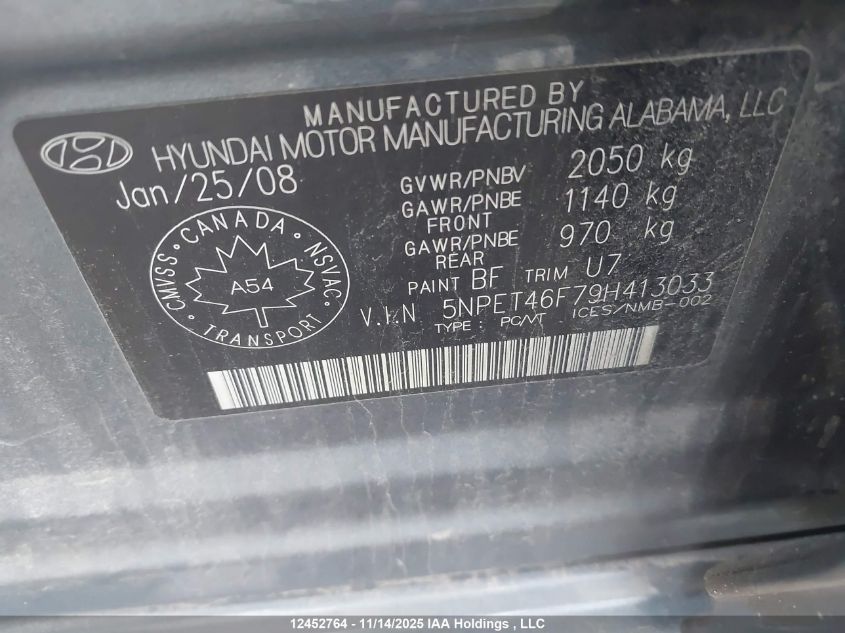 MANUFACTURED BY
HYUNDAI MOTOR MANUFACTURING ALABAMA, LLC
Jan/25/08
GVWR/PNBV 2050 kg
GAWR/PNBE FRONT 1140 kg
GAWR/PNBE REAR 970 kg
PAINT BF TRIM U7
V.I.N 5NPET46F79H413033
TYPE : PC/VT ICES/NMB-002
CMVSS · CANADA · NSVAC
A54
TRANSPORT
12452764 - 11/14/2025 IAA Holdings , LLC